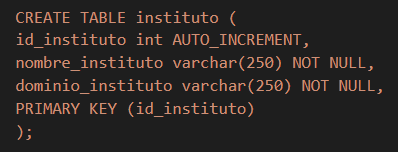 CREATE TABLE instituto (
id_instituto int AUTO_INCREMENT,
nombre_instituto varchar(250) NOT NULL,
dominio_instituto varchar(250) NOT NULL,
PRIMARY KEY (id_instituto)
);